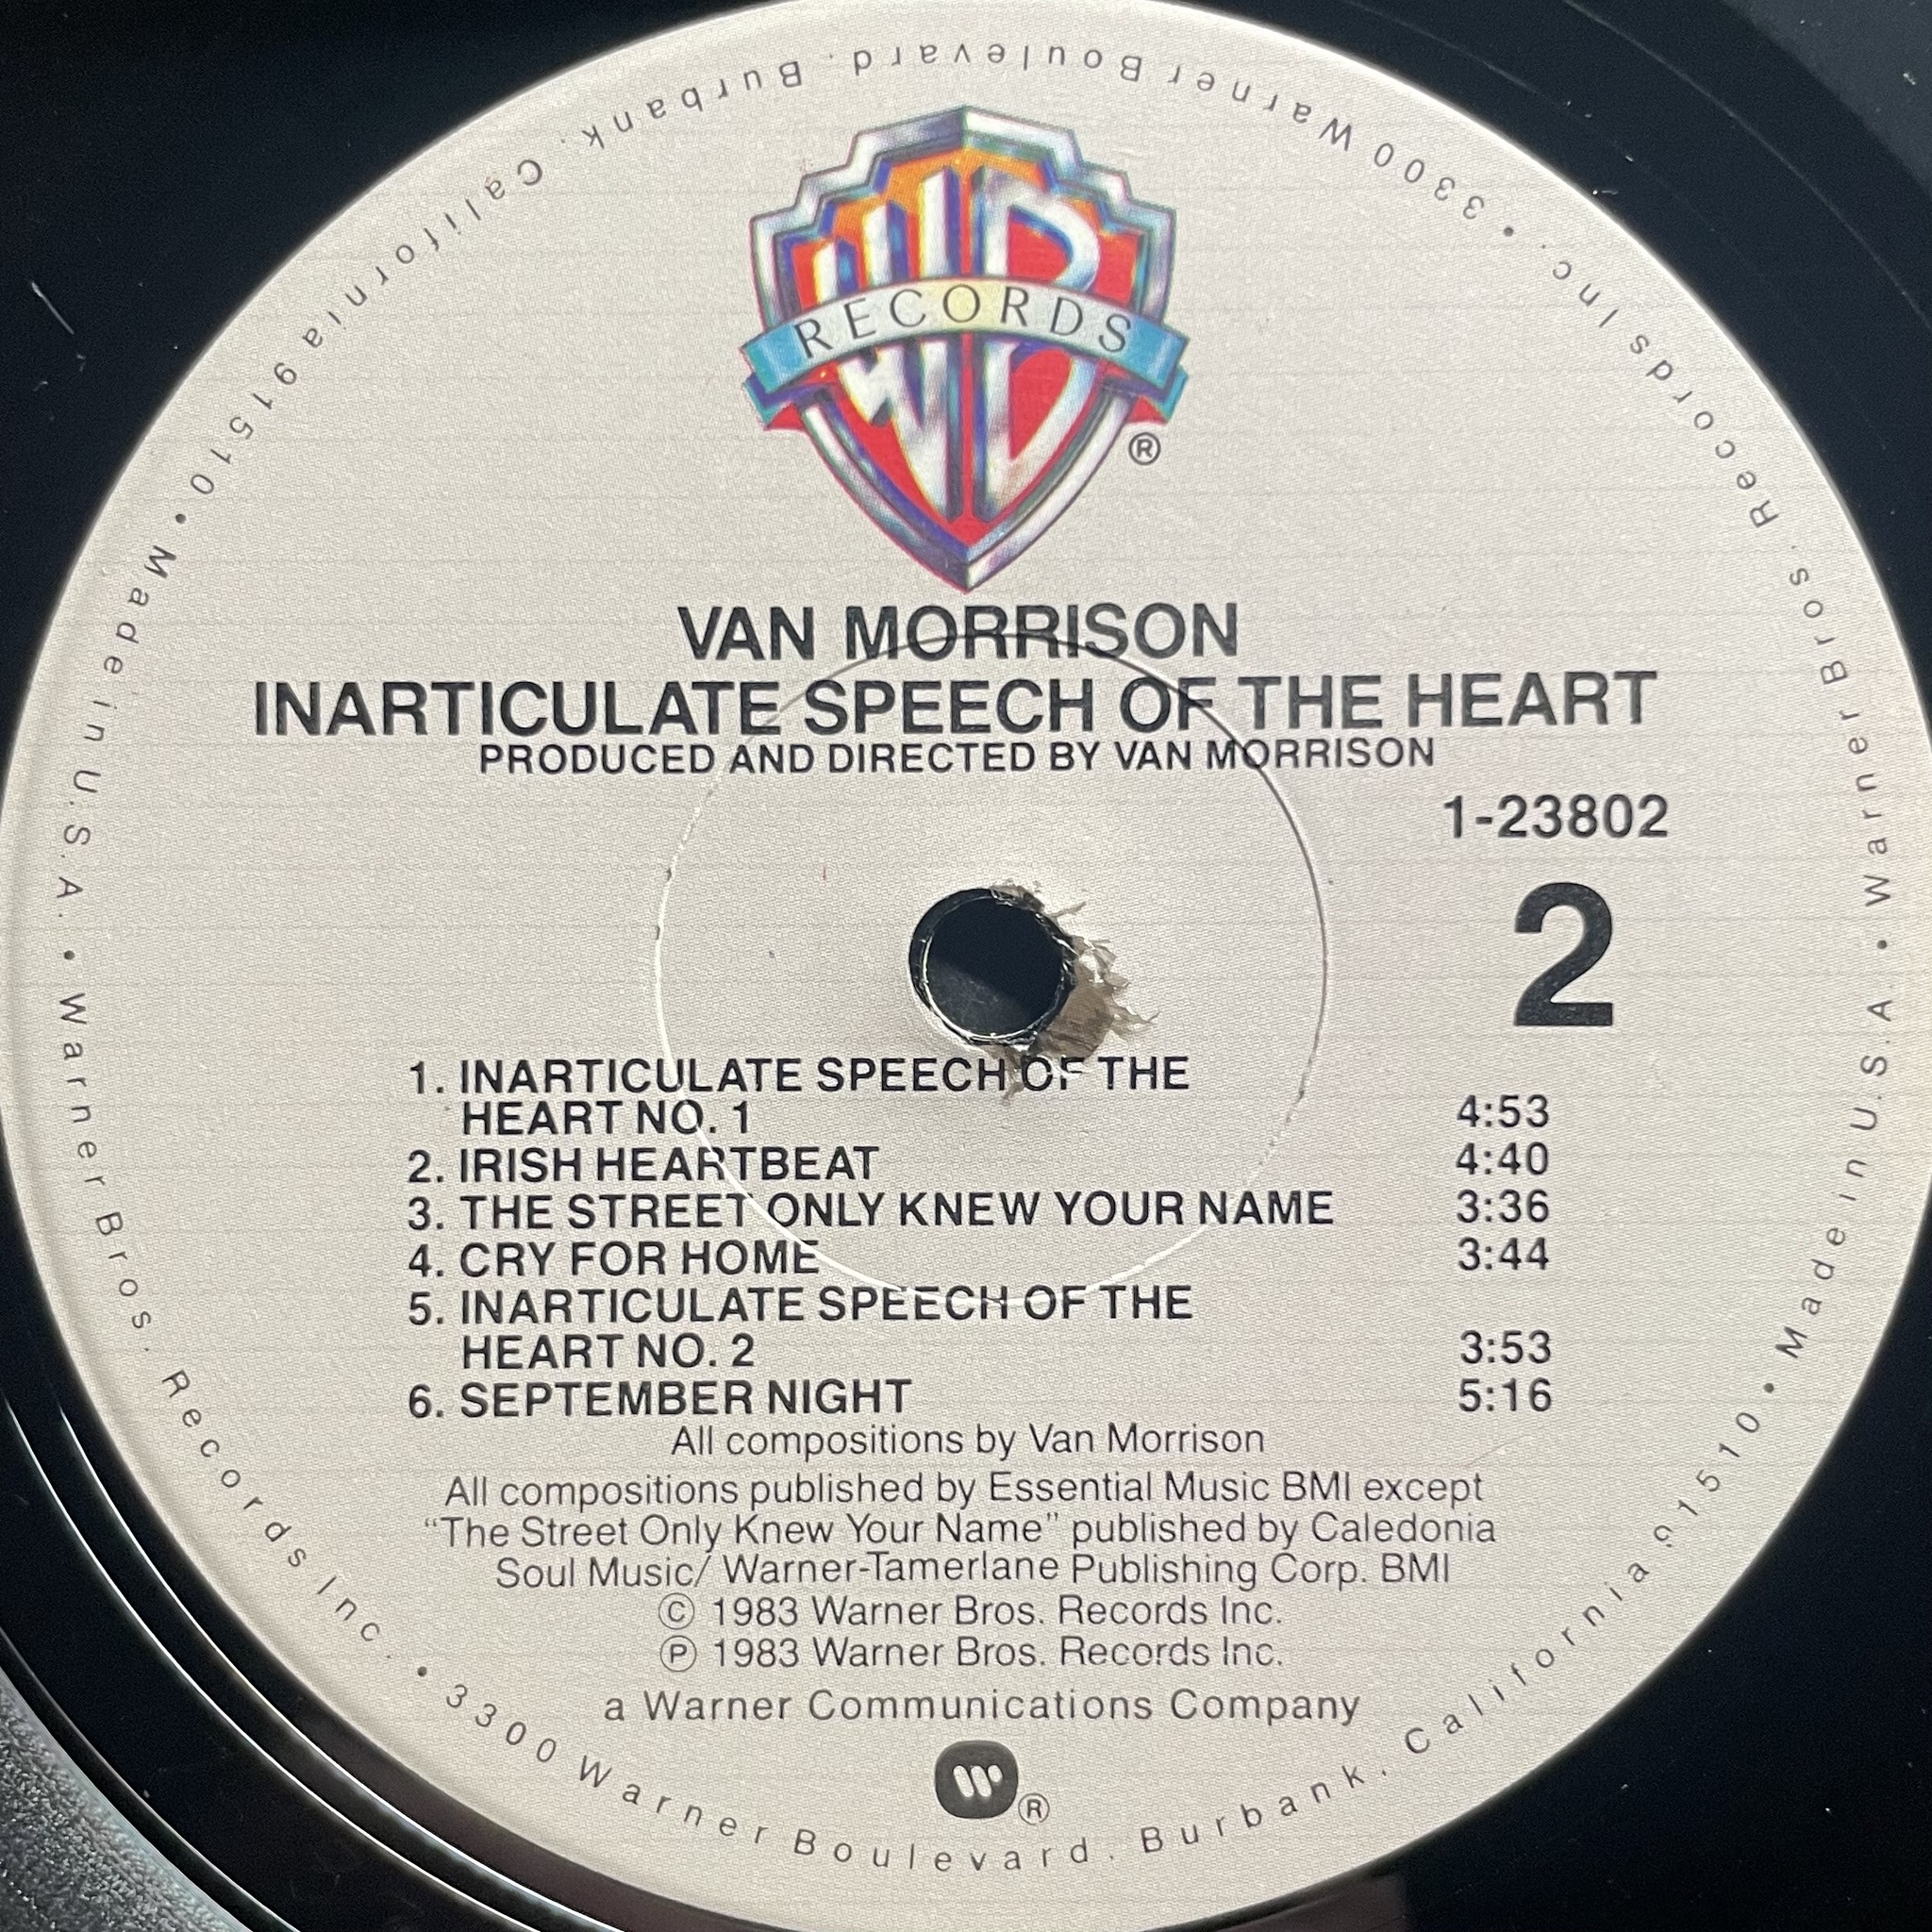 WB
RECORDS
®
VAN MORRISON
INARTICULATE SPEECH OF THE HEART
PRODUCED AND DIRECTED BY VAN MORRISON
1-23802
2
1. INARTICULATE SPEECH OF THE
HEART NO. 1 4:53
2. IRISH HEARTBEAT 4:40
3. THE STREET ONLY KNEW YOUR NAME 3:36
4. CRY FOR HOME 3:44
5. INARTICULATE SPEECH OF THE
HEART NO. 2 3:53
6. SEPTEMBER NIGHT 5:16
All compositions by Van Morrison
All compositions published by Essential Music BMI except
“The Street Only Knew Your Name” published by Caledonia
Soul Music/ Warner-Tamerlane Publishing Corp. BMI
Ⓒ 1983 Warner Bros. Records Inc.
Ⓟ 1983 Warner Bros. Records Inc.
a Warner Communications Company
W ®
Warner Bros. Records Inc. • 3300 Warner Boulevard. Burbank. California 91510 • Made in U.S.A. •
Warner Bros. Records Inc. • 3300 Warner Boulevard. Burbank. California 91510 • Made in U.S.A. •